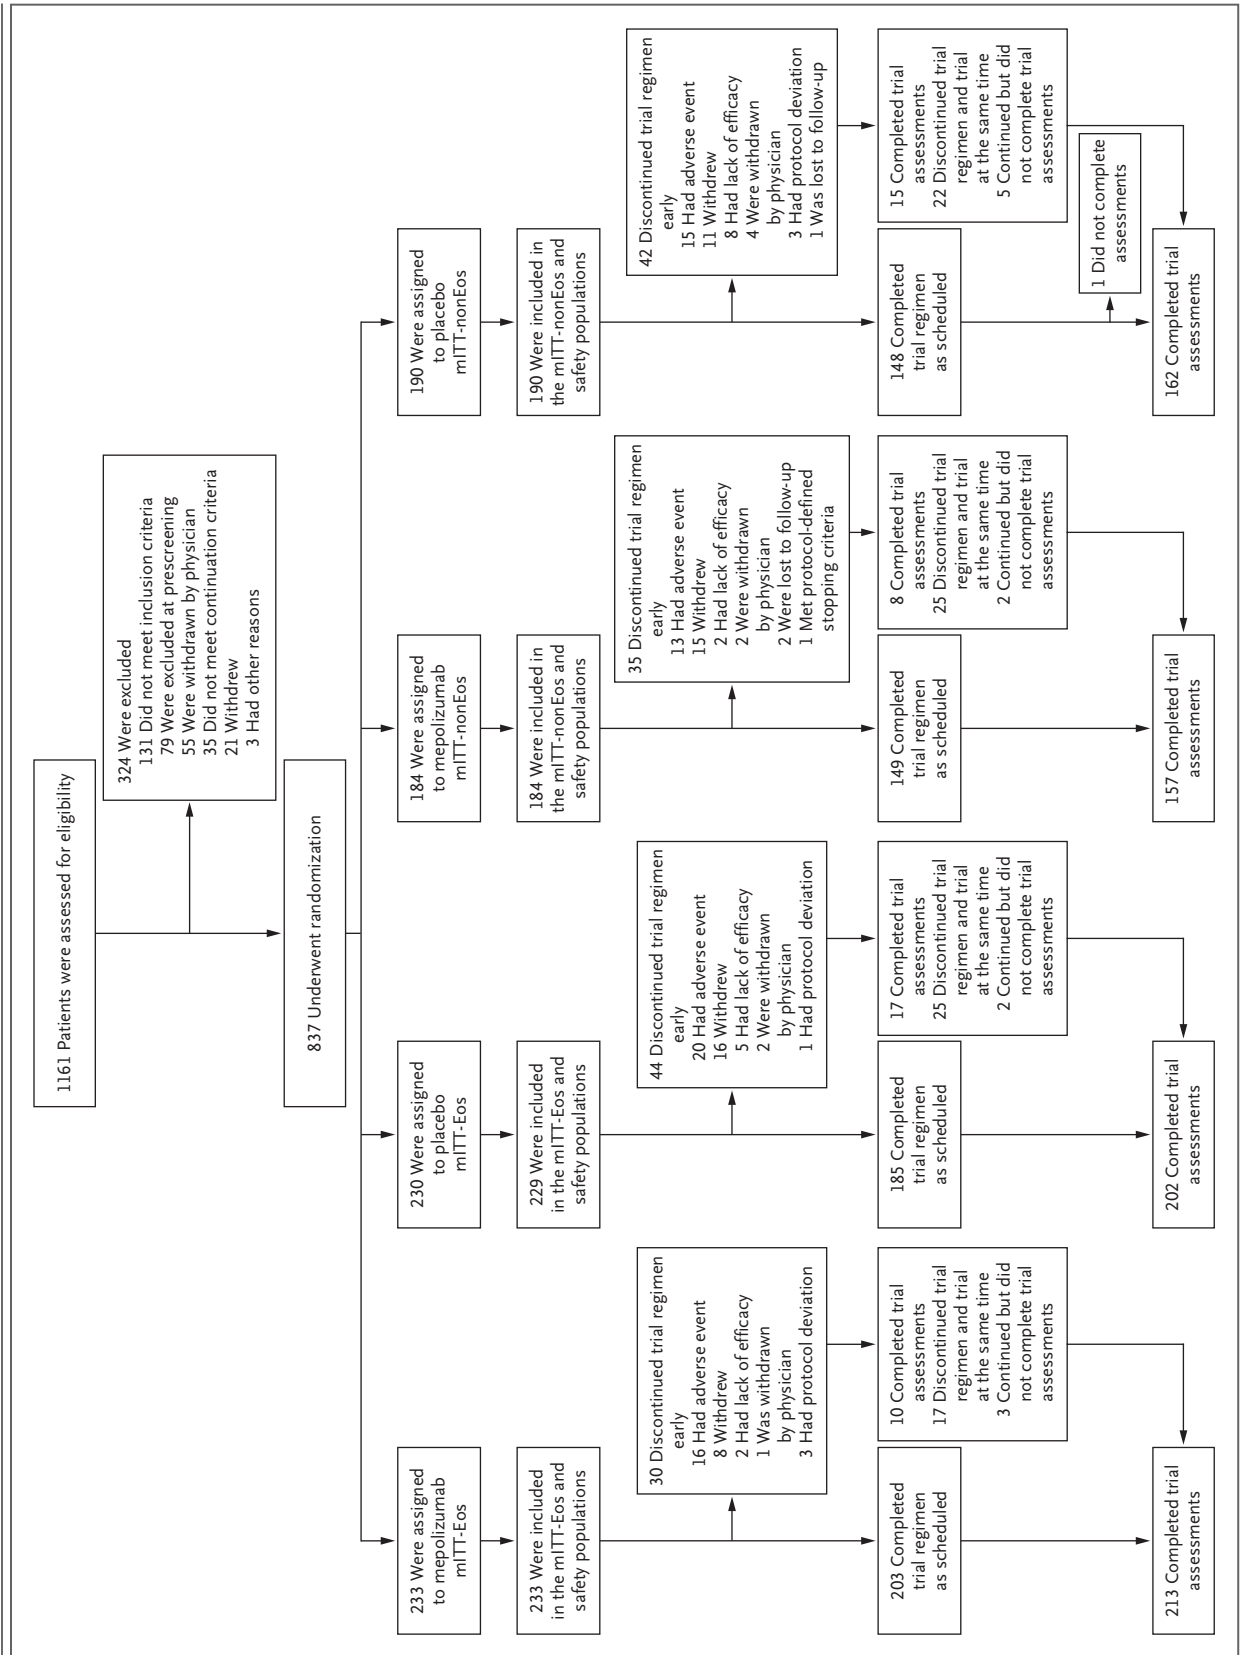 1161 Patients were assessed for eligibility
324 Were excluded
131 Did not meet inclusion criteria
79 Were excluded at prescreening
55 Were withdrawn by physician
35 Did not meet continuation criteria
21 Withdrew
3 Had other reasons
837 Underwent randomization
233 Were assigned
to mepolizumab
mITT-Eos
230 Were assigned
to placebo
mITT-Eos
184 Were assigned
to mepolizumab
mITT-nonEos
190 Were assigned
to placebo
mITT-nonEos
233 Were included
in the mITT-Eos and
safety populations
229 Were included
in the mITT-Eos and
safety populations
184 Were included in
the mITT-nonEos and
safety populations
190 Were included in
the mITT-nonEos and
safety populations
30 Discontinued trial regimen
early
16 Had adverse event
8 Withdrew
2 Had lack of efficacy
1 Was withdrawn
by physician
3 Had protocol deviation
44 Discontinued trial regimen
early
20 Had adverse event
16 Withdrew
5 Had lack of efficacy
2 Were withdrawn
by physician
1 Had protocol deviation
35 Discontinued trial regimen
early
13 Had adverse event
15 Withdrew
2 Had lack of efficacy
2 Were withdrawn
by physician
2 Were lost to follow-up
1 Met protocol-defined
stopping criteria
42 Discontinued trial regimen
early
15 Had adverse event
11 Withdrew
8 Had lack of efficacy
4 Were withdrawn
by physician
3 Had protocol deviation
1 Was lost to follow-up
203 Completed
trial regimen
as scheduled
10 Completed trial
assessments
17 Discontinued trial
regimen and trial
at the same time
3 Continued but did
not complete trial
assessments
185 Completed
trial regimen
as scheduled
17 Completed trial
assessments
25 Discontinued trial
regimen and trial
at the same time
2 Continued but did
not complete trial
assessments
149 Completed
trial regimen
as scheduled
8 Completed trial
assessments
25 Discontinued trial
regimen and trial
at the same time
2 Continued but did
not complete trial
assessments
148 Completed
trial regimen
as scheduled
15 Completed trial
assessments
22 Discontinued trial
regimen and trial
at the same time
5 Continued but did
not complete trial
assessments
1 Did not complete
assessments
213 Completed trial
assessments
202 Completed trial
assessments
157 Completed trial
assessments
162 Completed trial
assessments